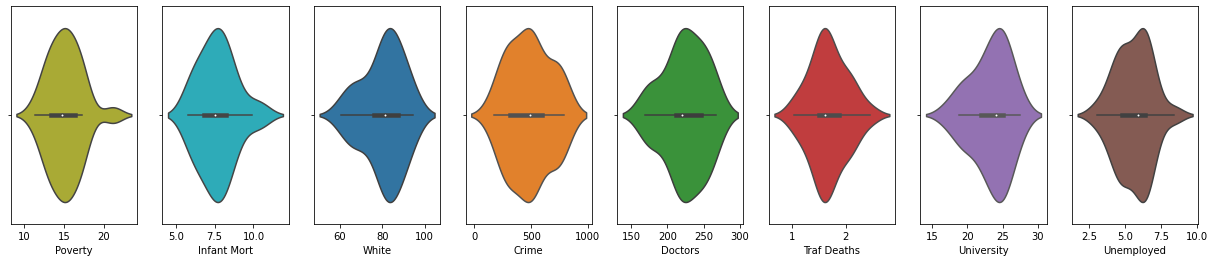 10 15 20
Poverty
5.0 7.5 10.0
Infant Mort
60 80 100
White
0 500 1000
Crime
150 200 250 300
Doctors
1 2
Traf Deaths
15 20 25 30
University
2.5 5.0 7.5 10.0
Unemployed